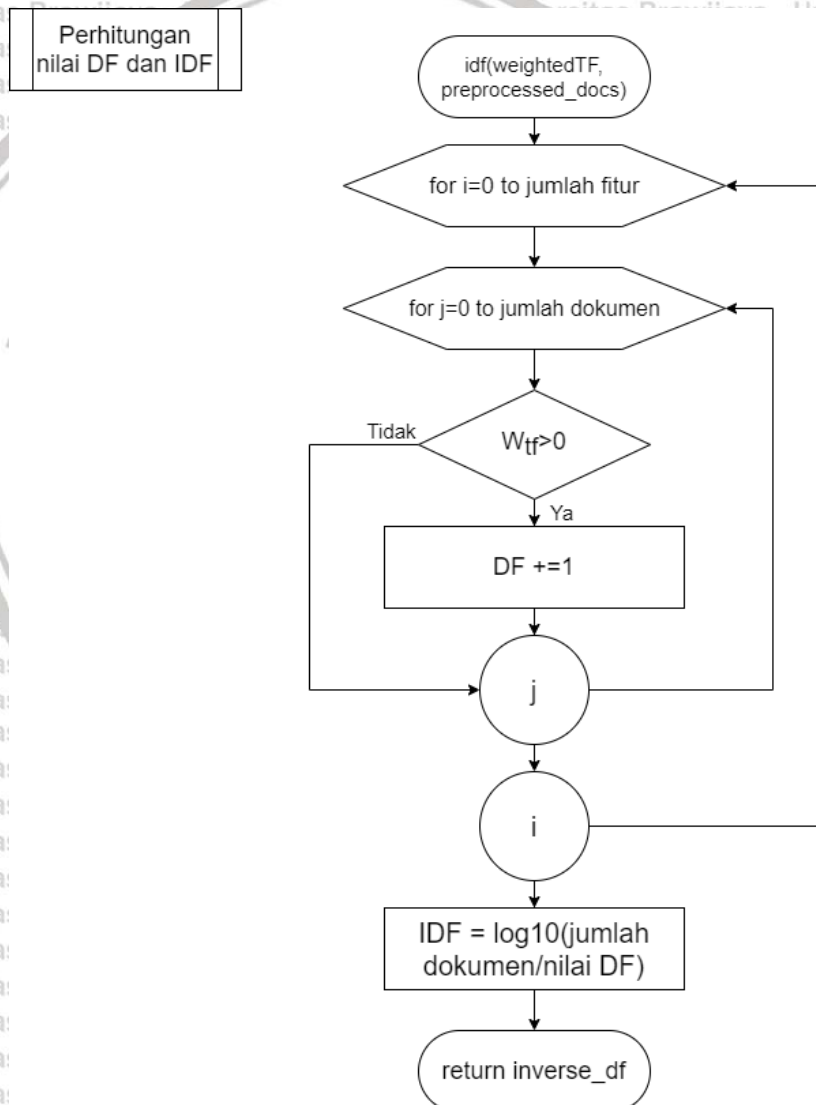 Perhitungan
nilai DF dan IDF
idf(weightedTF,
preprocessed_docs)
for i=0 to jumlah fitur
for j=0 to jumlah dokumen
Tidak
Wtf>0
Ya
DF +=1
j
i
IDF = log10(jumlah
dokumen/nilai DF)
return inverse_df